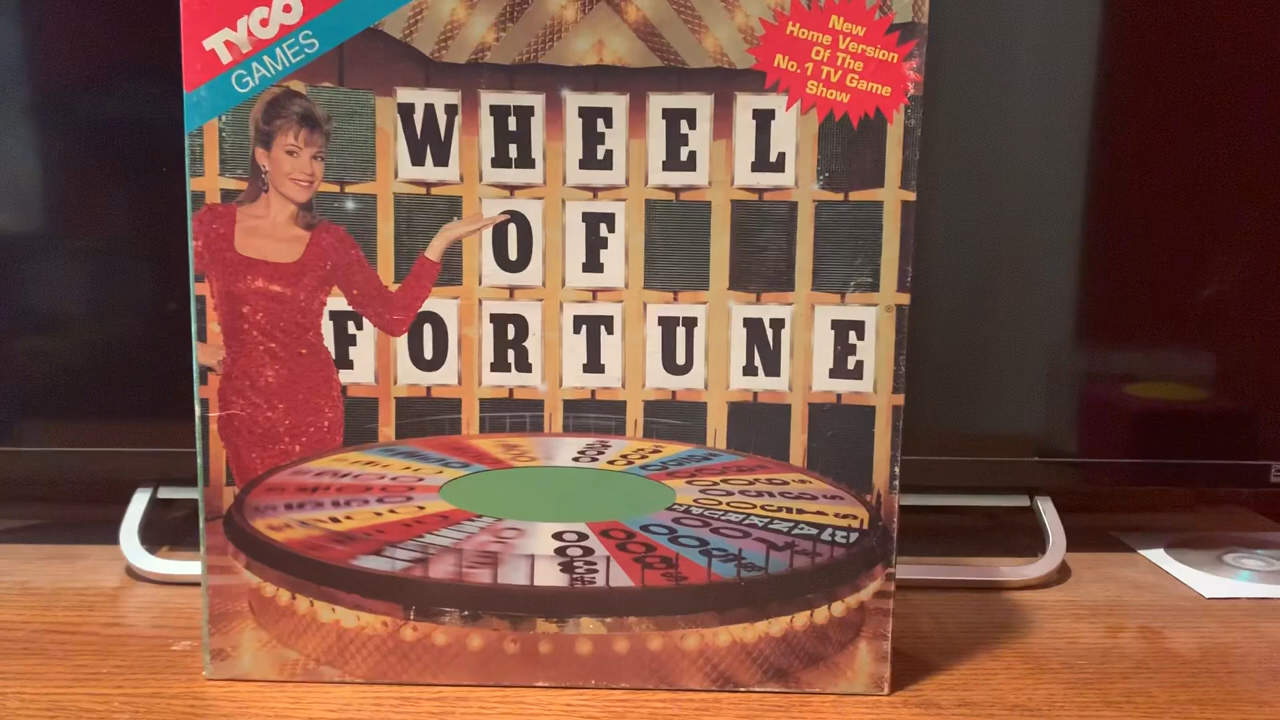 TYCO
GAMES
New
Home Version
Of The
No. 1 TV Game
Show
WHEEL
OF
FORTUNE
®